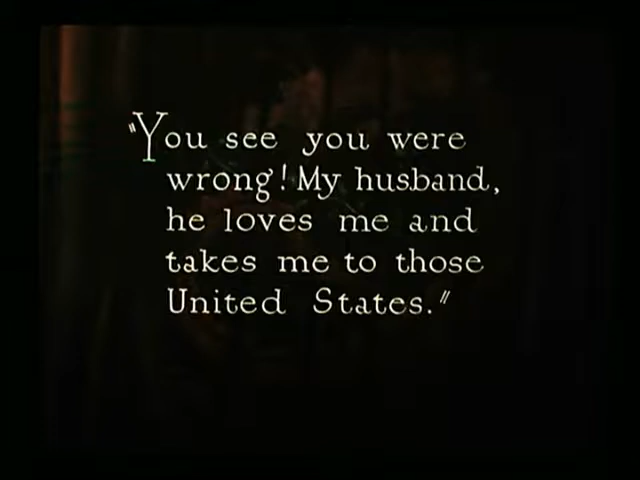 "You see you were
wrong! My husband,
he loves me and
takes me to those
United States."